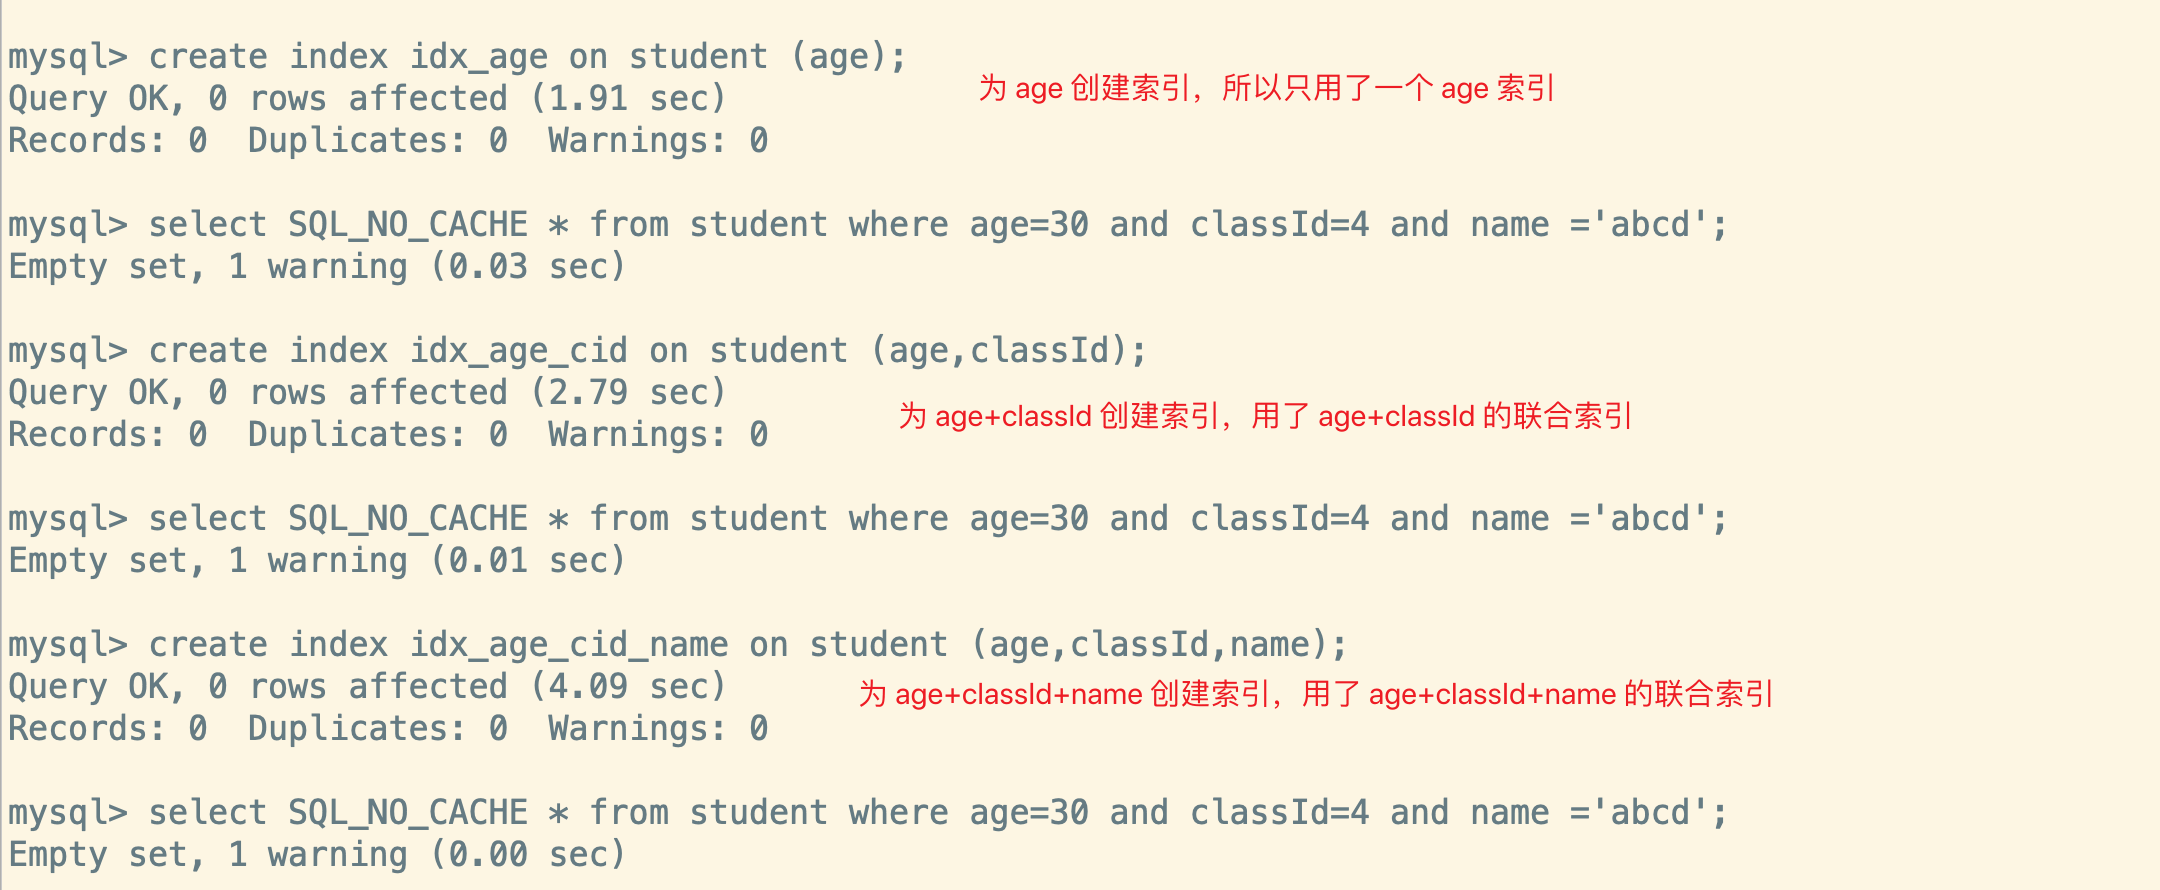 mysql> create index idx_age on student (age);
为 age 创建索引，所以只用了一个 age 索引
Query OK, 0 rows affected (1.91 sec)
Records: 0  Duplicates: 0  Warnings: 0
mysql> select SQL_NO_CACHE * from student where age=30 and classId=4 and name ='abcd';
Empty set, 1 warning (0.03 sec)
mysql> create index idx_age_cid on student (age,classId);
Query OK, 0 rows affected (2.79 sec)
为 age+classId 创建索引，用了 age+classId 的联合索引
Records: 0  Duplicates: 0  Warnings: 0
mysql> select SQL_NO_CACHE * from student where age=30 and classId=4 and name ='abcd';
Empty set, 1 warning (0.01 sec)
mysql> create index idx_age_cid_name on student (age,classId,name);
Query OK, 0 rows affected (4.09 sec)
为 age+classId+name 创建索引，用了 age+classId+name 的联合索引
Records: 0  Duplicates: 0  Warnings: 0
mysql> select SQL_NO_CACHE * from student where age=30 and classId=4 and name ='abcd';
Empty set, 1 warning (0.00 sec)